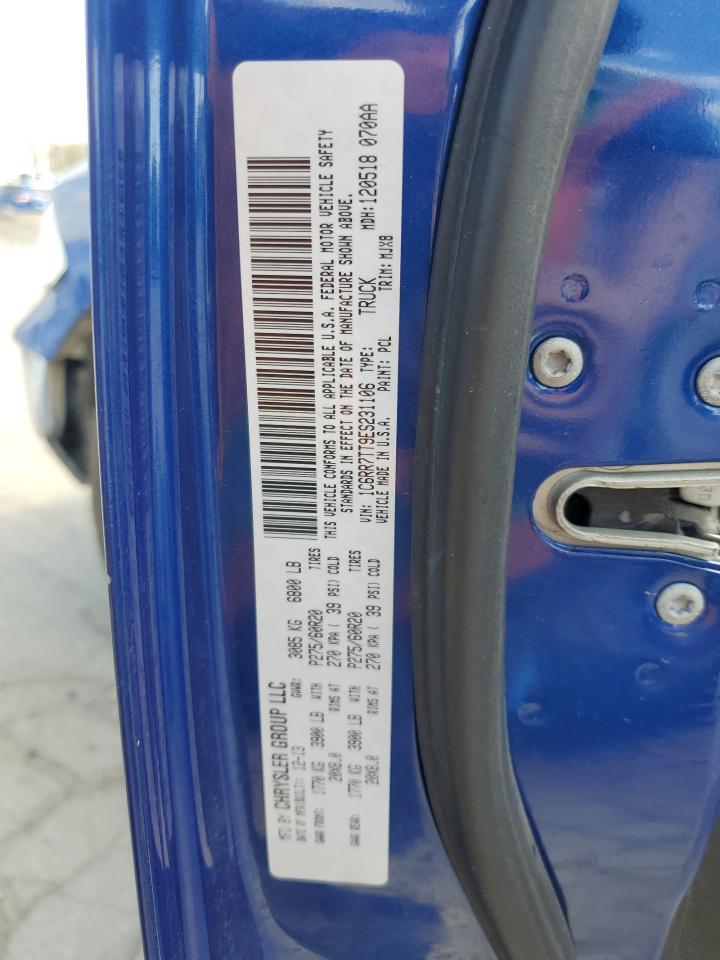 MFD BY CHRYSLER GROUP LLC
DATE OF MFR(BUILT): 12-13 GVWR: 3085 KG 6800 LB
GAWR FRONT: 1770 KG 3900 LB WITH P275/60R20 TIRES
20X8.0 RIMS AT 270 KPA ( 39 PSI) COLD
GAWR REAR: 1770 KG 3900 LB WITH P275/60R20 TIRES
20X8.0 RIMS AT 270 KPA ( 39 PSI) COLD
THIS VEHICLE CONFORMS TO ALL APPLICABLE U.S.A. FEDERAL MOTOR VEHICLE SAFETY
STANDARDS IN EFFECT ON THE DATE OF MANUFACTURE SHOWN ABOVE.
VIN: 1C6RR7TT9ES231106 TYPE: TRUCK MDH:120518 070AA
VEHICLE MADE IN U.S.A. PAINT: PCL TRIM: MJX8